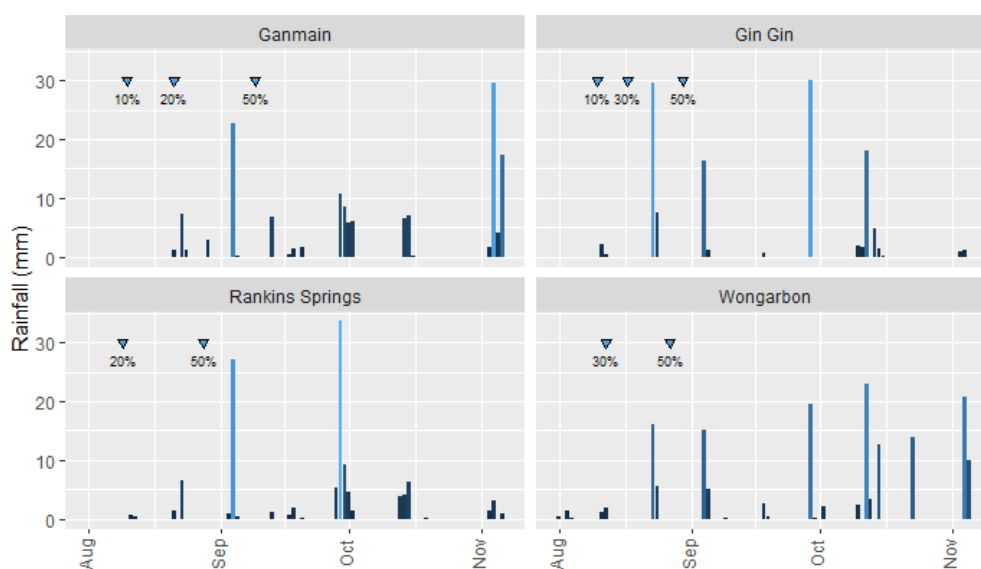 Ganmain
Gin Gin
30
10% 20% 50%
10% 30% 50%
20
10
0
Rainfall (mm)
Rankins Springs
Wongarbon
30
20% 50%
30% 50%
20
10
0
Aug Sep Oct Nov
Aug Sep Oct Nov